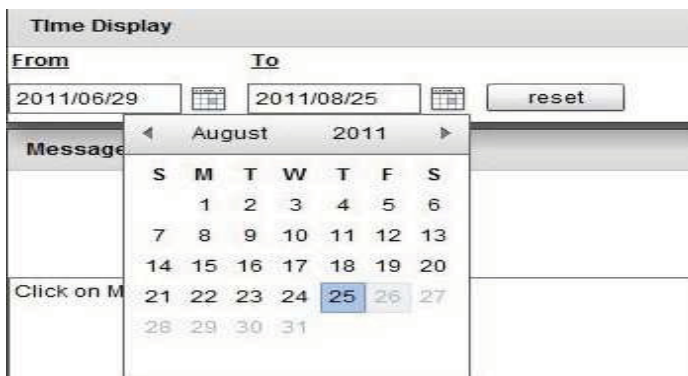 TIme Display
From To
2011/06/29 2011/08/25 reset
Message
August 2011
S M T W T F S
1 2 3 4 5 6
7 8 9 10 11 12 13
14 15 16 17 18 19 20
Click on M
21 22 23 24 25 26 27
28 29 30 31